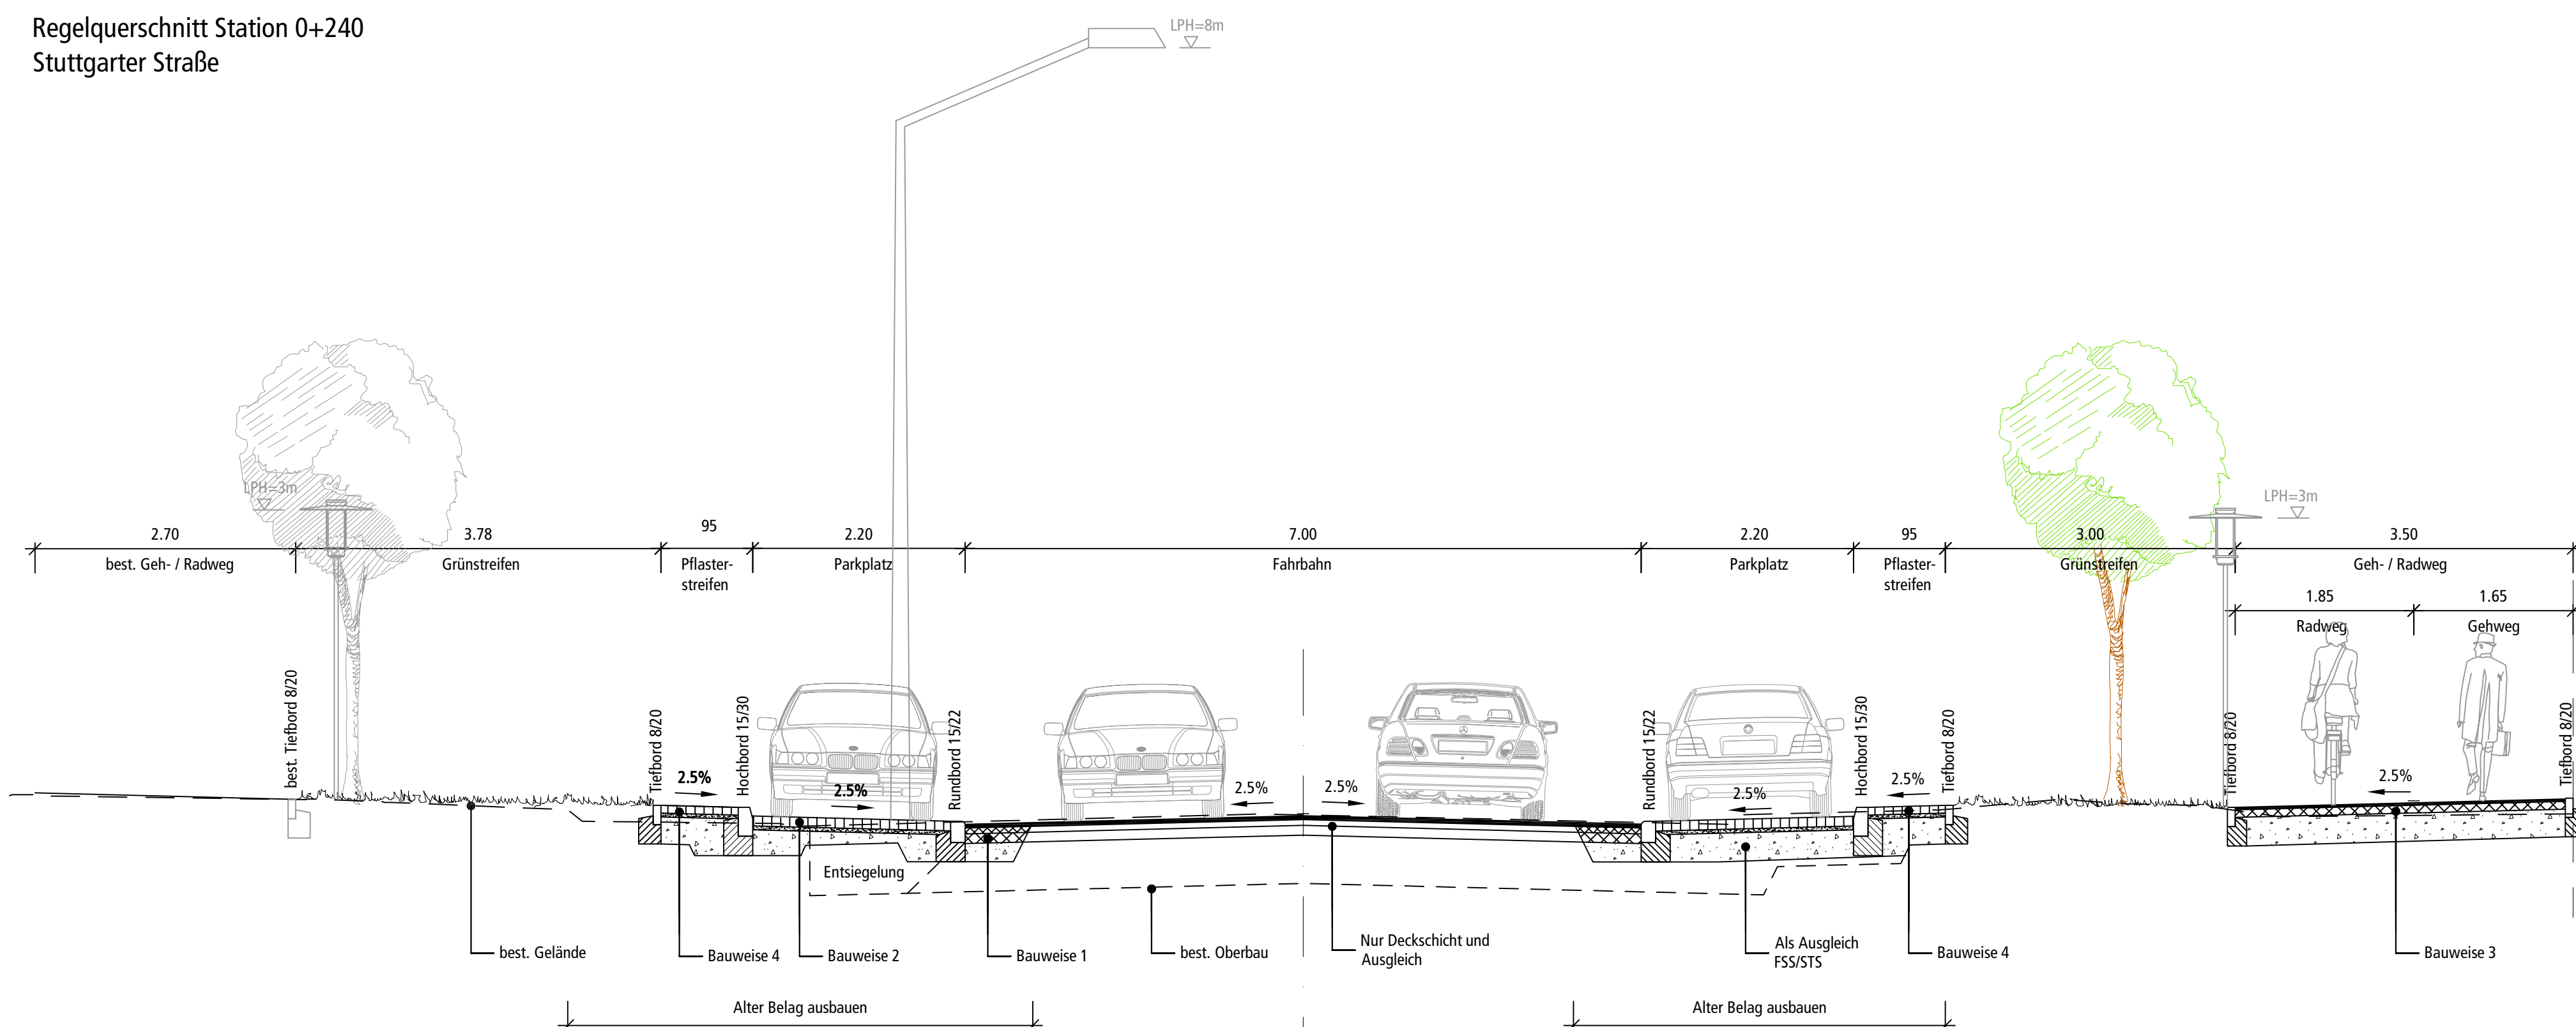 Regelquerschnitt Station 0+240
Stuttgarter Straße
LPH=8m
LPH=3m
LPH=3m
2.70
3.78
95
2.20
7.00
2.20
95
3.00
3.50
best. Geh- / Radweg
Grünstreifen
Pflaster-
streifen
Parkplatz
Fahrbahn
Parkplatz
Pflaster-
streifen
Grünstreifen
Geh- / Radweg
1.85
1.65
Radweg
Gehweg
best. Tiefbord 8/20
Tiefbord 8/20
Hochbord 15/30
Rundbord 15/22
Rundbord 15/22
Hochbord 15/30
Tiefbord 8/20
Tiefbord 8/20
Tiefbord 8/20
2.5%
2.5%
2.5%
2.5%
2.5%
2.5%
2.5%
Entsiegelung
best. Gelände
Bauweise 4
Bauweise 2
Bauweise 1
best. Oberbau
Nur Deckschicht und
Ausgleich
Als Ausgleich
FSS/STS
Bauweise 4
Bauweise 3
Alter Belag ausbauen
Alter Belag ausbauen